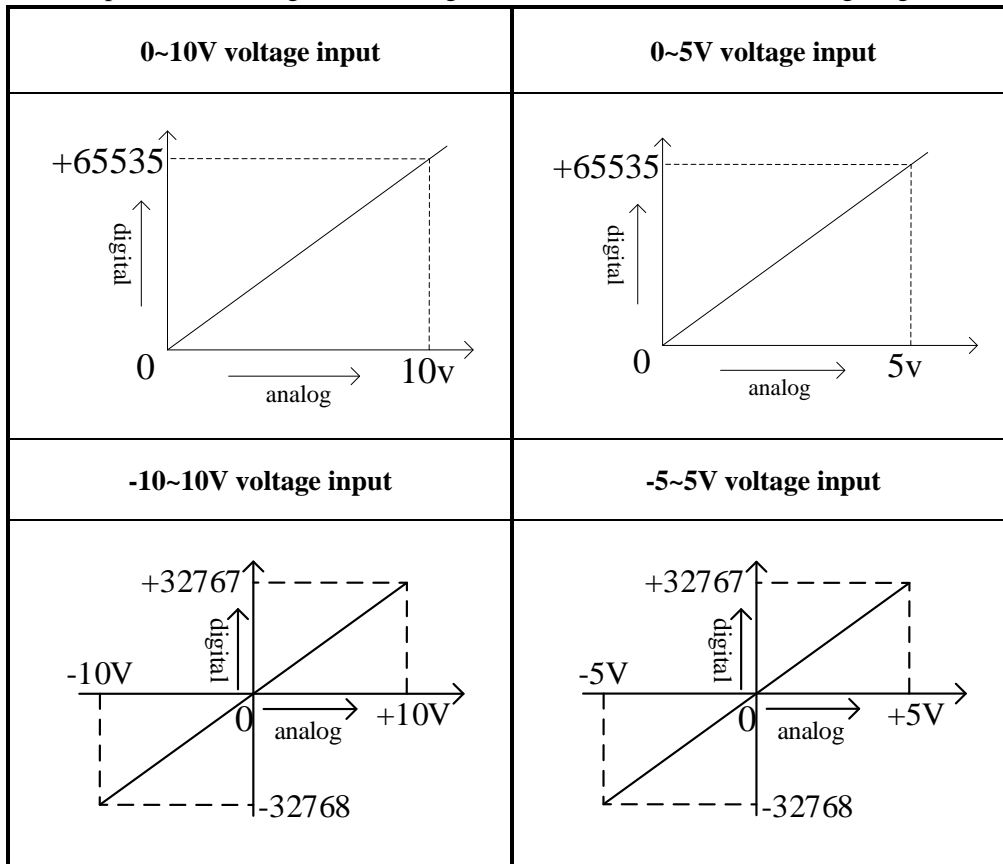 0~10V voltage input
0~5V voltage input
+65535
digital
0
10v
analog
+65535
digital
0
5v
analog
-10~10V voltage input
-5~5V voltage input
+32767
digital
-10V
0
analog
+10V
-32768
+32767
digital
-5V
0
analog
+5V
-32768